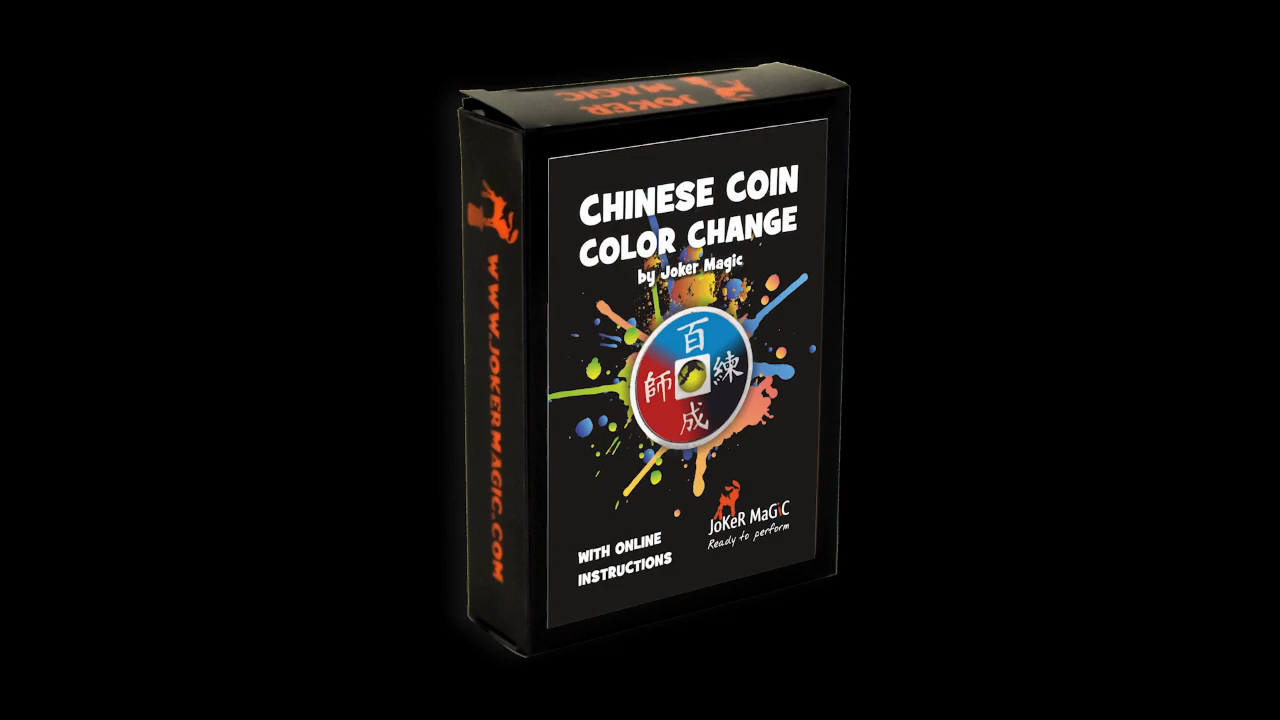 JOKER
MAGIC
WWW.JOKERMAGIC.COM
CHINESE COIN
COLOR CHANGE
by Joker Magic
百
師 練
成
WITH ONLINE
INSTRUCTIONS
JoKeR MaGiC
Ready to perform